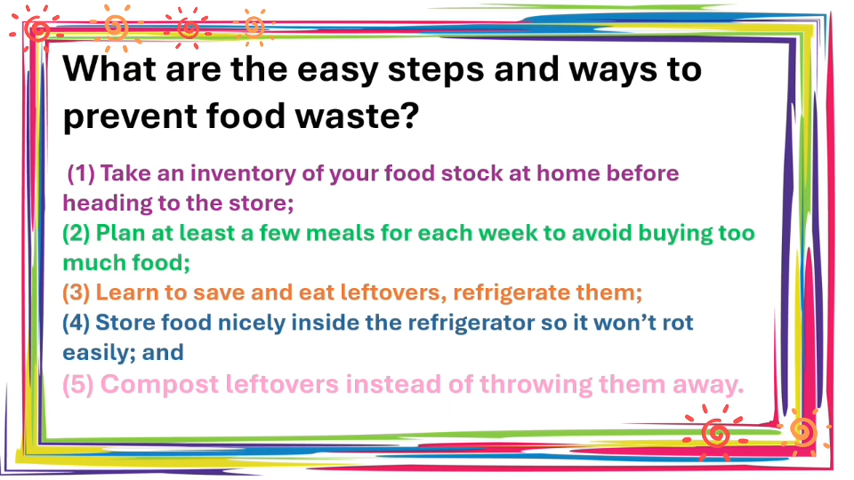 What are the easy steps and ways to
prevent food waste?
(1) Take an inventory of your food stock at home before
heading to the store;
(2) Plan at least a few meals for each week to avoid buying too
much food;
(3) Learn to save and eat leftovers, refrigerate them;
(4) Store food nicely inside the refrigerator so it won’t rot
easily; and
(5) Compost leftovers instead of throwing them away.